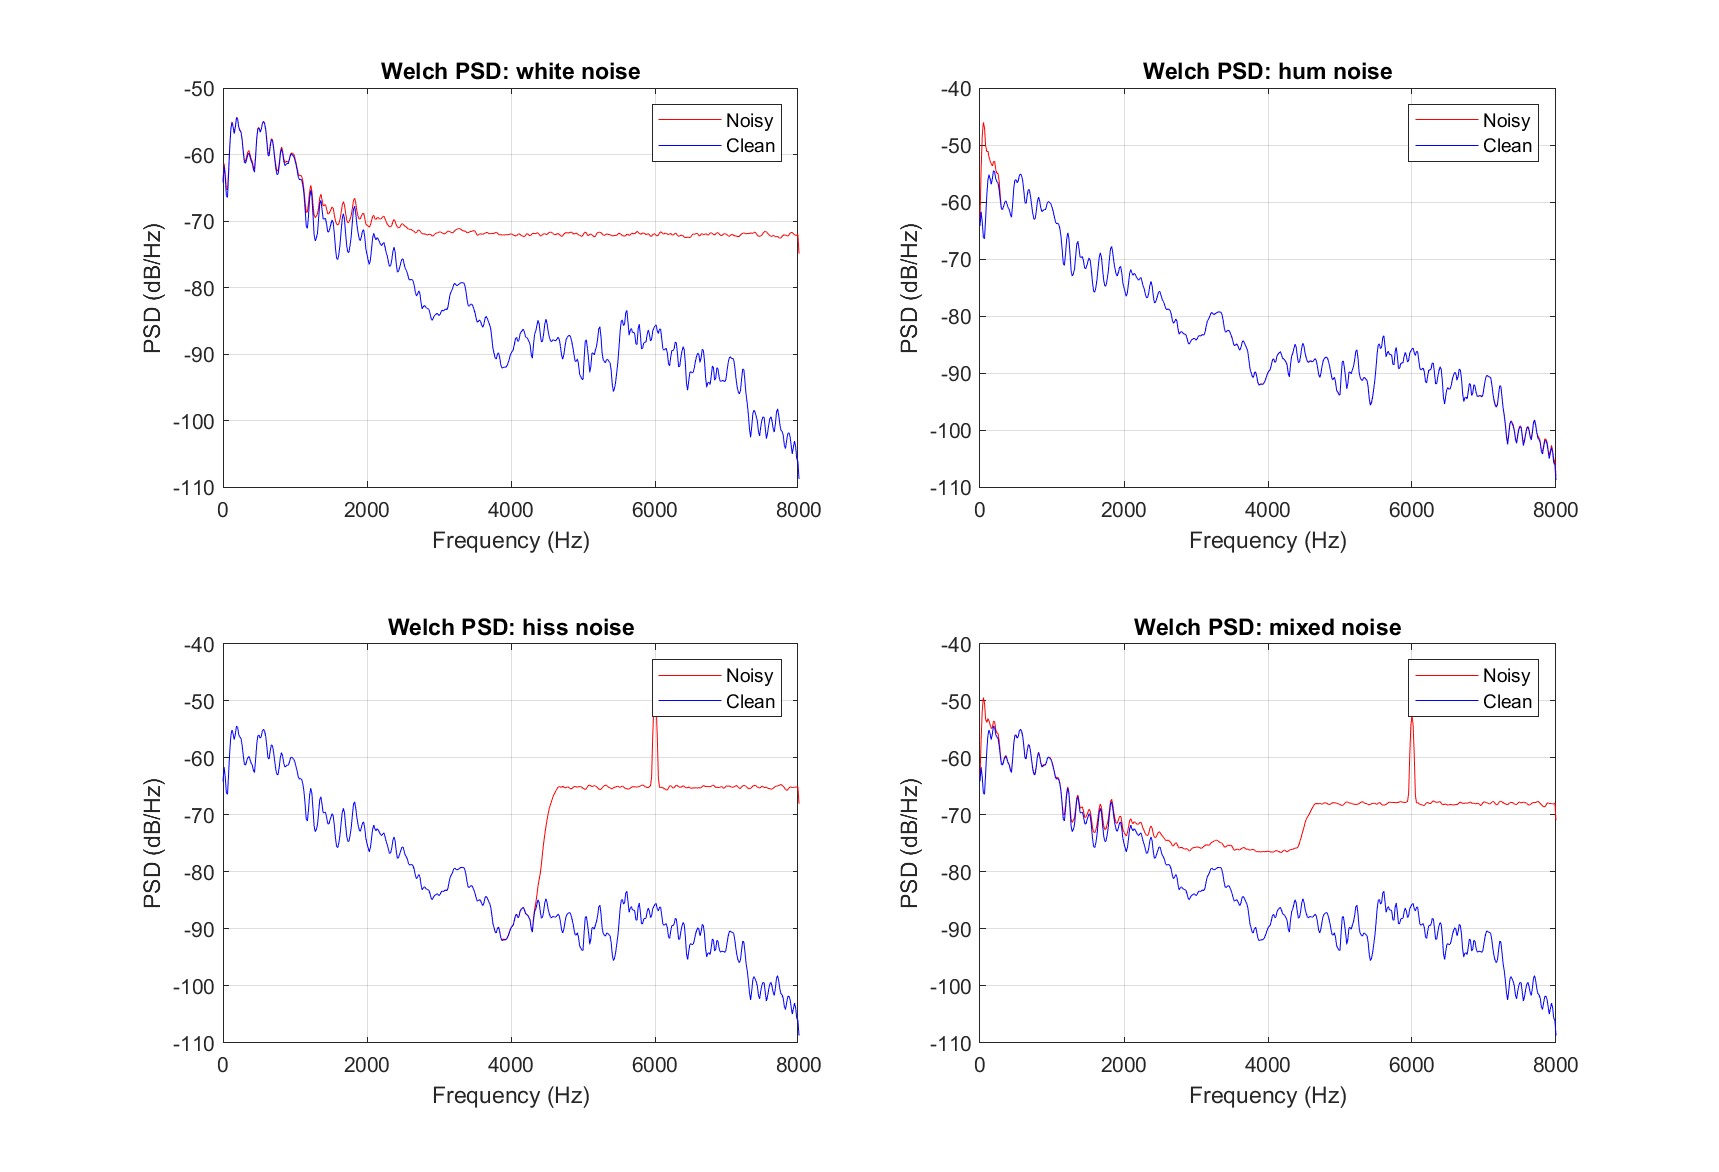 Welch PSD: white noise
-50
-60
-70
-80
-90
-100
-110
PSD (dB/Hz)
Noisy
Clean
0 2000 4000 6000 8000
Frequency (Hz)
Welch PSD: hum noise
-40
-50
-60
-70
-80
-90
-100
-110
PSD (dB/Hz)
Noisy
Clean
0 2000 4000 6000 8000
Frequency (Hz)
Welch PSD: hiss noise
-40
-50
-60
-70
-80
-90
-100
-110
PSD (dB/Hz)
Noisy
Clean
0 2000 4000 6000 8000
Frequency (Hz)
Welch PSD: mixed noise
-40
-50
-60
-70
-80
-90
-100
-110
PSD (dB/Hz)
Noisy
Clean
0 2000 4000 6000 8000
Frequency (Hz)